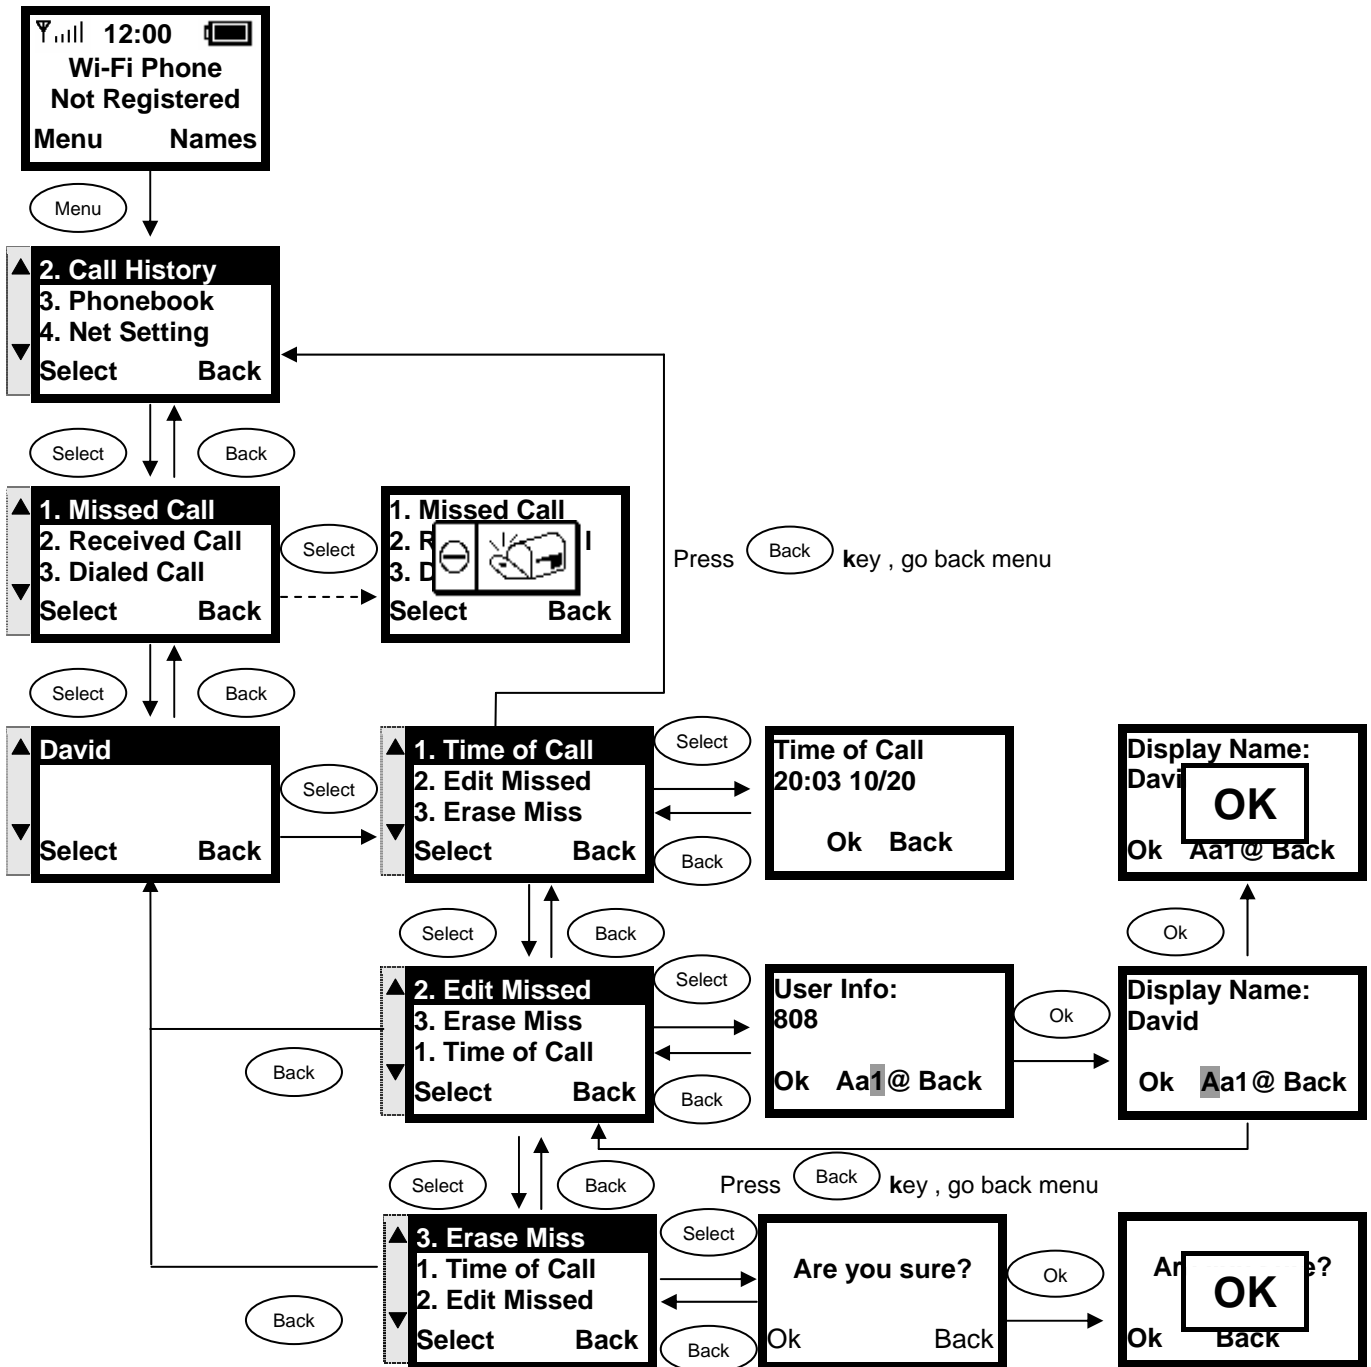 12:00
Wi-Fi Phone
Not Registered
Menu Names
Menu
2. Call History
3. Phonebook
4. Net Setting
Select Back
Select
Back
1. Missed Call
2. Received Call
3. Dialed Call
Select Back
Select
1. Missed Call
2. R l
3. D
Select Back
Press Back key , go back menu
Select
Back
David
Select Back
Select
1. Time of Call
2. Edit Missed
3. Erase Miss
Select Back
Select
Back
Time of Call
20:03 10/20
Ok Back
Display Name:
Davi
OK
Ok Aa1@ Back
Select
Back
Ok
2. Edit Missed
3. Erase Miss
1. Time of Call
Select Back
Back
Select
Back
User Info:
808
Ok Aa1@ Back
Ok
Display Name:
David
Ok Aa1@ Back
Select
Back
Press Back key , go back menu
3. Erase Miss
1. Time of Call
2. Edit Missed
Select Back
Back
Select
Back
Are you sure?
Ok Back
Ok
Ar e?
OK
Ok Back